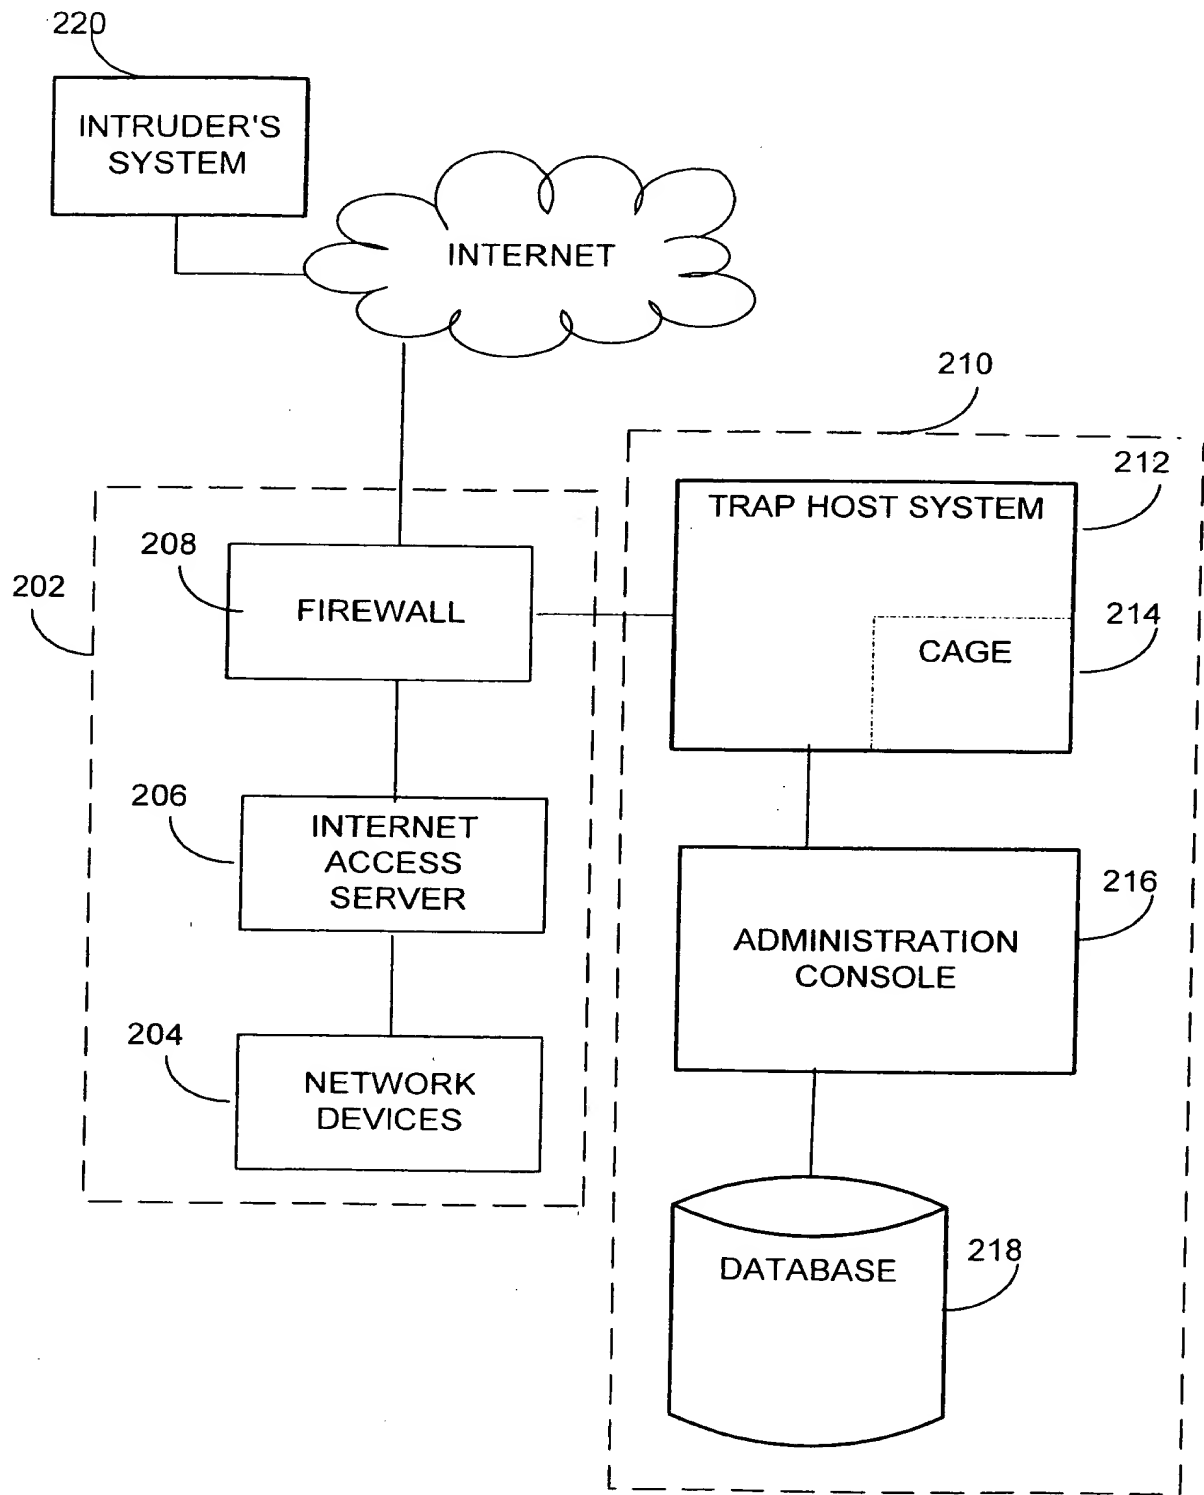 220
INTRUDER'S
SYSTEM
INTERNET
210
212
TRAP HOST SYSTEM
208
202
FIREWALL
214
CAGE
206
INTERNET
ACCESS
SERVER
216
ADMINISTRATION
CONSOLE
204
NETWORK
DEVICES
218
DATABASE